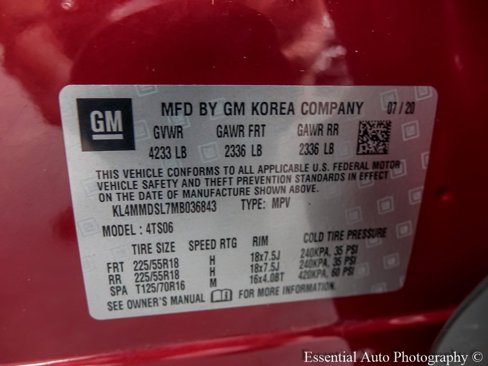 GM
MFD BY GM KOREA COMPANY 07/20
GVWR GAWR FRT GAWR RR
4233 LB 2336 LB 2336 LB
THIS VEHICLE CONFORMS TO ALL APPLICABLE U.S. FEDERAL MOTOR
VEHICLE SAFETY AND THEFT PREVENTION STANDARDS IN EFFECT
ON THE DATE OF MANUFACTURE SHOWN ABOVE.
KL4MMDSL7MB036843 TYPE: MPV
MODEL: 4TS06
TIRE SIZE SPEED RTG RIM COLD TIRE PRESSURE
FRT 225/55R18 H 18x7.5J 240KPA, 35 PSI
RR 225/55R18 H 18x7.5J 240KPA, 35 PSI
SPA T125/70R16 M 16x4.0BT 420KPA, 60 PSI
SEE OWNER'S MANUAL FOR MORE INFORMATION.
Essential Auto Photography ©